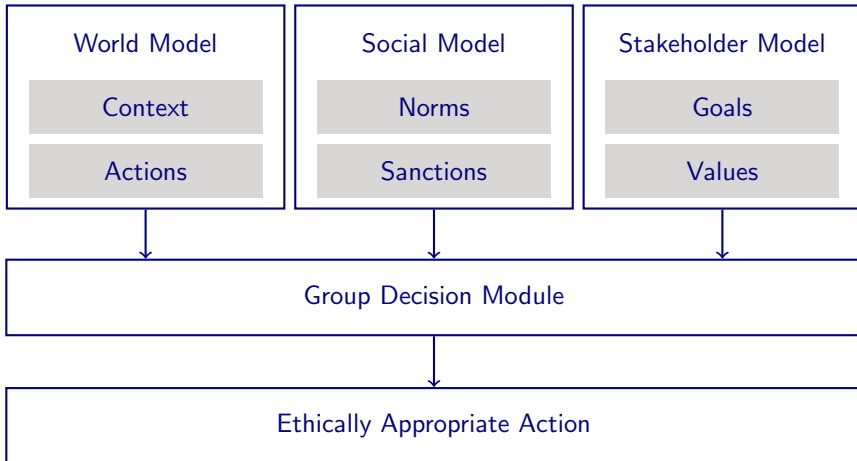 World Model
Context
Actions
Social Model
Norms
Sanctions
Stakeholder Model
Goals
Values
Group Decision Module
Ethically Appropriate Action